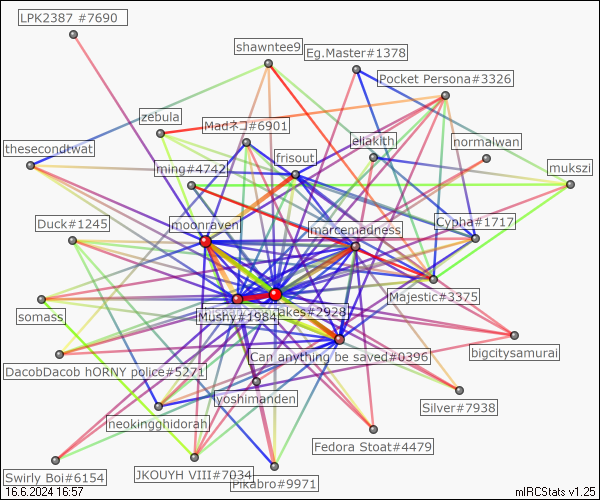 LPK2387 #7690
shawntee9
Eg.Master#1378
Pocket Persona#3326
zebula
Madネコ#6901
eliakith
normalwan
thesecondtwat
ming#4742
frisout
mukszi
Duck#1245
moonraven
marcemadness
Cypha#1717
somass
Mushy#1984
akes#2928
Majestic#3375
DacobDacob hORNY police#5271
Can anything be saved#0396
bigcitysamurai
yoshimanden
Silver#7938
neokingghidorah
Fedora Stoat#4479
Swirly Boi#6154
JKOUYH VIII#7034
Pikabro#9971
16.6.2024 16:57
mIRCStats v1.25